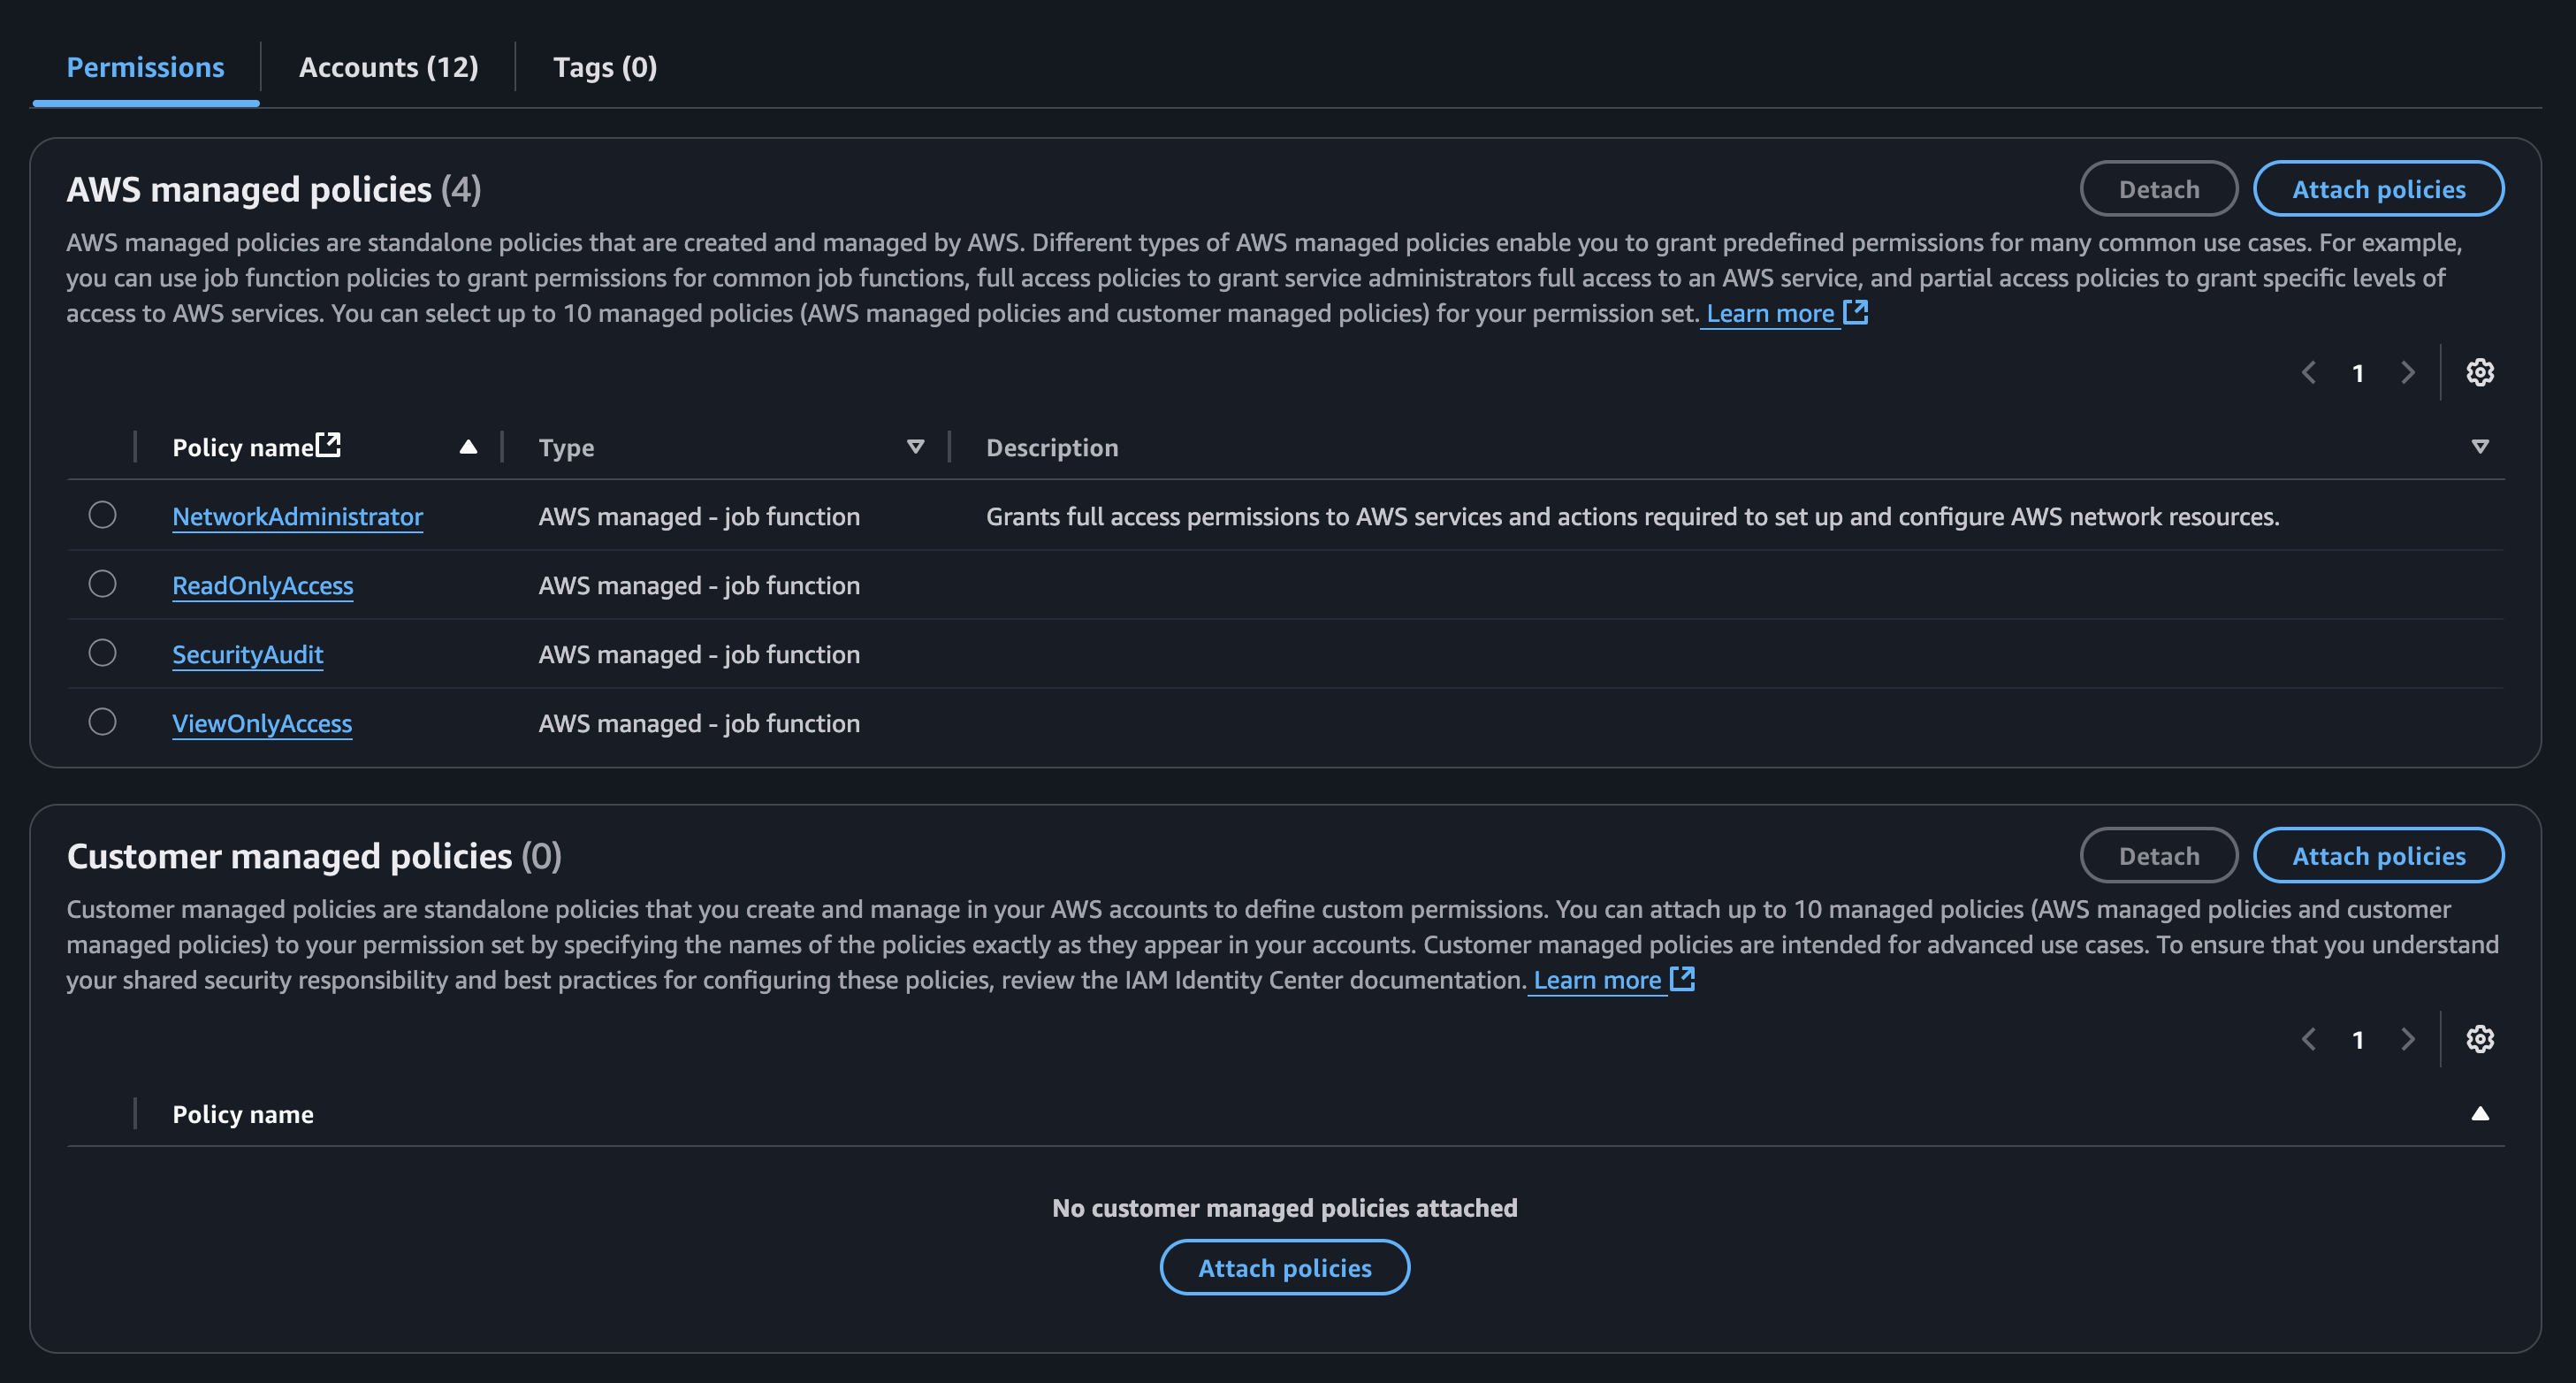 Permissions
Accounts (12)
Tags (0)
AWS managed policies (4)
Detach
Attach policies
AWS managed policies are standalone policies that are created and managed by AWS. Different types of AWS managed policies enable you to grant predefined permissions for many common use cases. For example,
you can use job function policies to grant permissions for common job functions, full access policies to grant service administrators full access to an AWS service, and partial access policies to grant specific levels of
access to AWS services. You can select up to 10 managed policies (AWS managed policies and customer managed policies) for your permission set. Learn more
1
Policy name
Type
Description
NetworkAdministrator
AWS managed - job function
Grants full access permissions to AWS services and actions required to set up and configure AWS network resources.
ReadOnlyAccess
AWS managed - job function
SecurityAudit
AWS managed - job function
ViewOnlyAccess
AWS managed - job function
Customer managed policies (0)
Detach
Attach policies
Customer managed policies are standalone policies that you create and manage in your AWS accounts to define custom permissions. You can attach up to 10 managed policies (AWS managed policies and customer
managed policies) to your permission set by specifying the names of the policies exactly as they appear in your accounts. Customer managed policies are intended for advanced use cases. To ensure that you understand
your shared security responsibility and best practices for configuring these policies, review the IAM Identity Center documentation. Learn more
1
Policy name
No customer managed policies attached
Attach policies